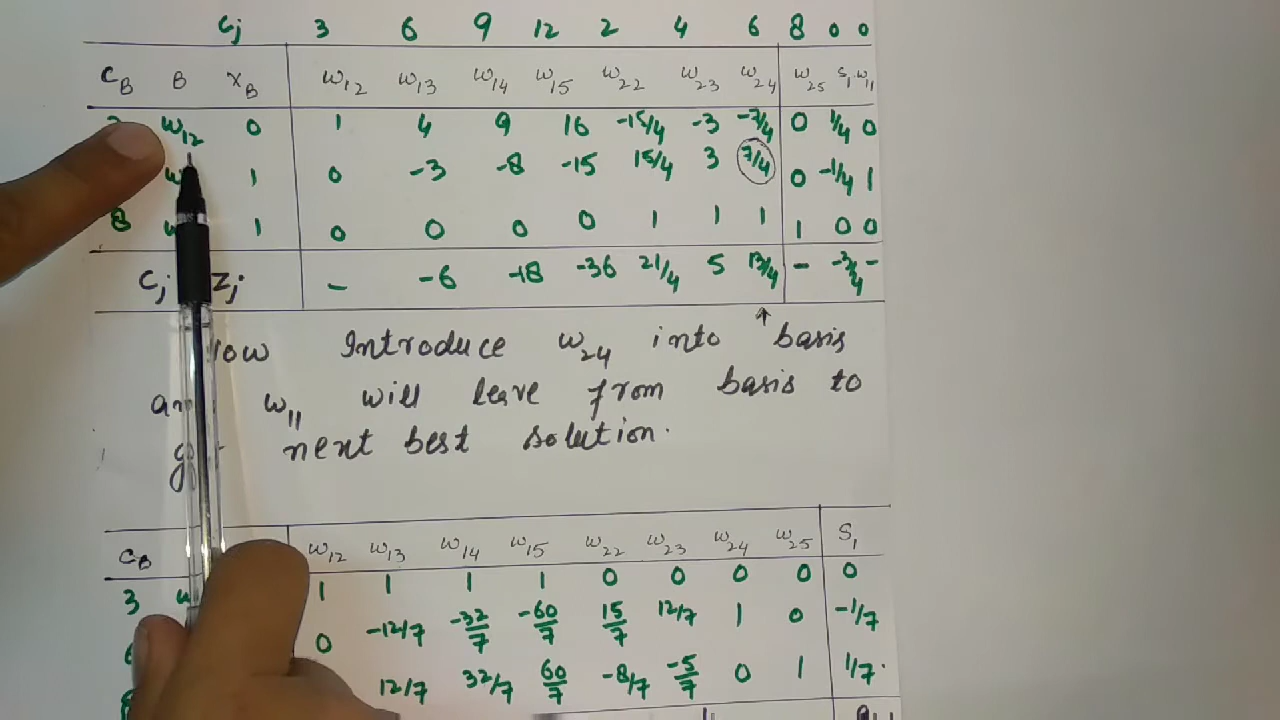 Cj 3 6 9 12 2 4 6 8 0 0
CB B XB w12 w13 w14 w15 w22 w23 w24 w25 S1 w11
w12 0 1 4 9 16 -15/4 -3 -7/4 0 1/4 0
1 0 -3 -8 -15 15/4 3 7/4 0 -1/4 1
8 1 0 0 0 0 1 1 1 1 0 0
Cj Zj - -6 -18 -36 21/4 5 13/4 - -3/4 -
Introduce w24 into basis
w11 will leave from basis to
next best solution.
CB w12 w13 w14 w15 w22 w23 w24 w25 S1
3 1 1 1 1 0 0 0 0 0
0 -12/7 -32/7 -60/7 15/7 12/7 1 0 -1/7
12/7 32/7 60/7 -8/7 -5/7 0 1 1/7.